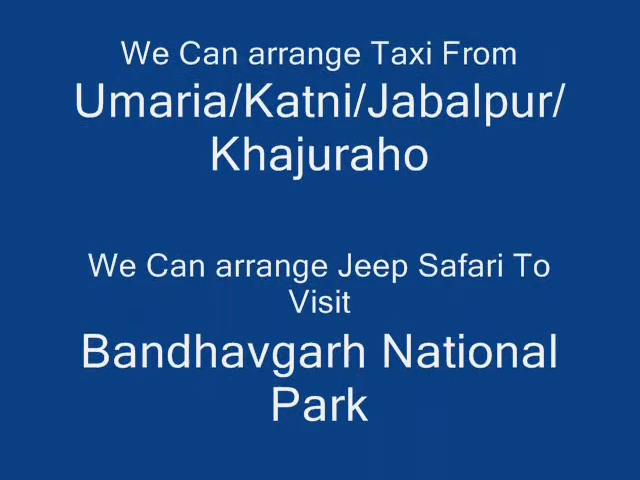 We Can arrange Taxi From
Umaria/Katni/Jabalpur/
Khajuraho
We Can arrange Jeep Safari To
Visit
Bandhavgarh National
Park